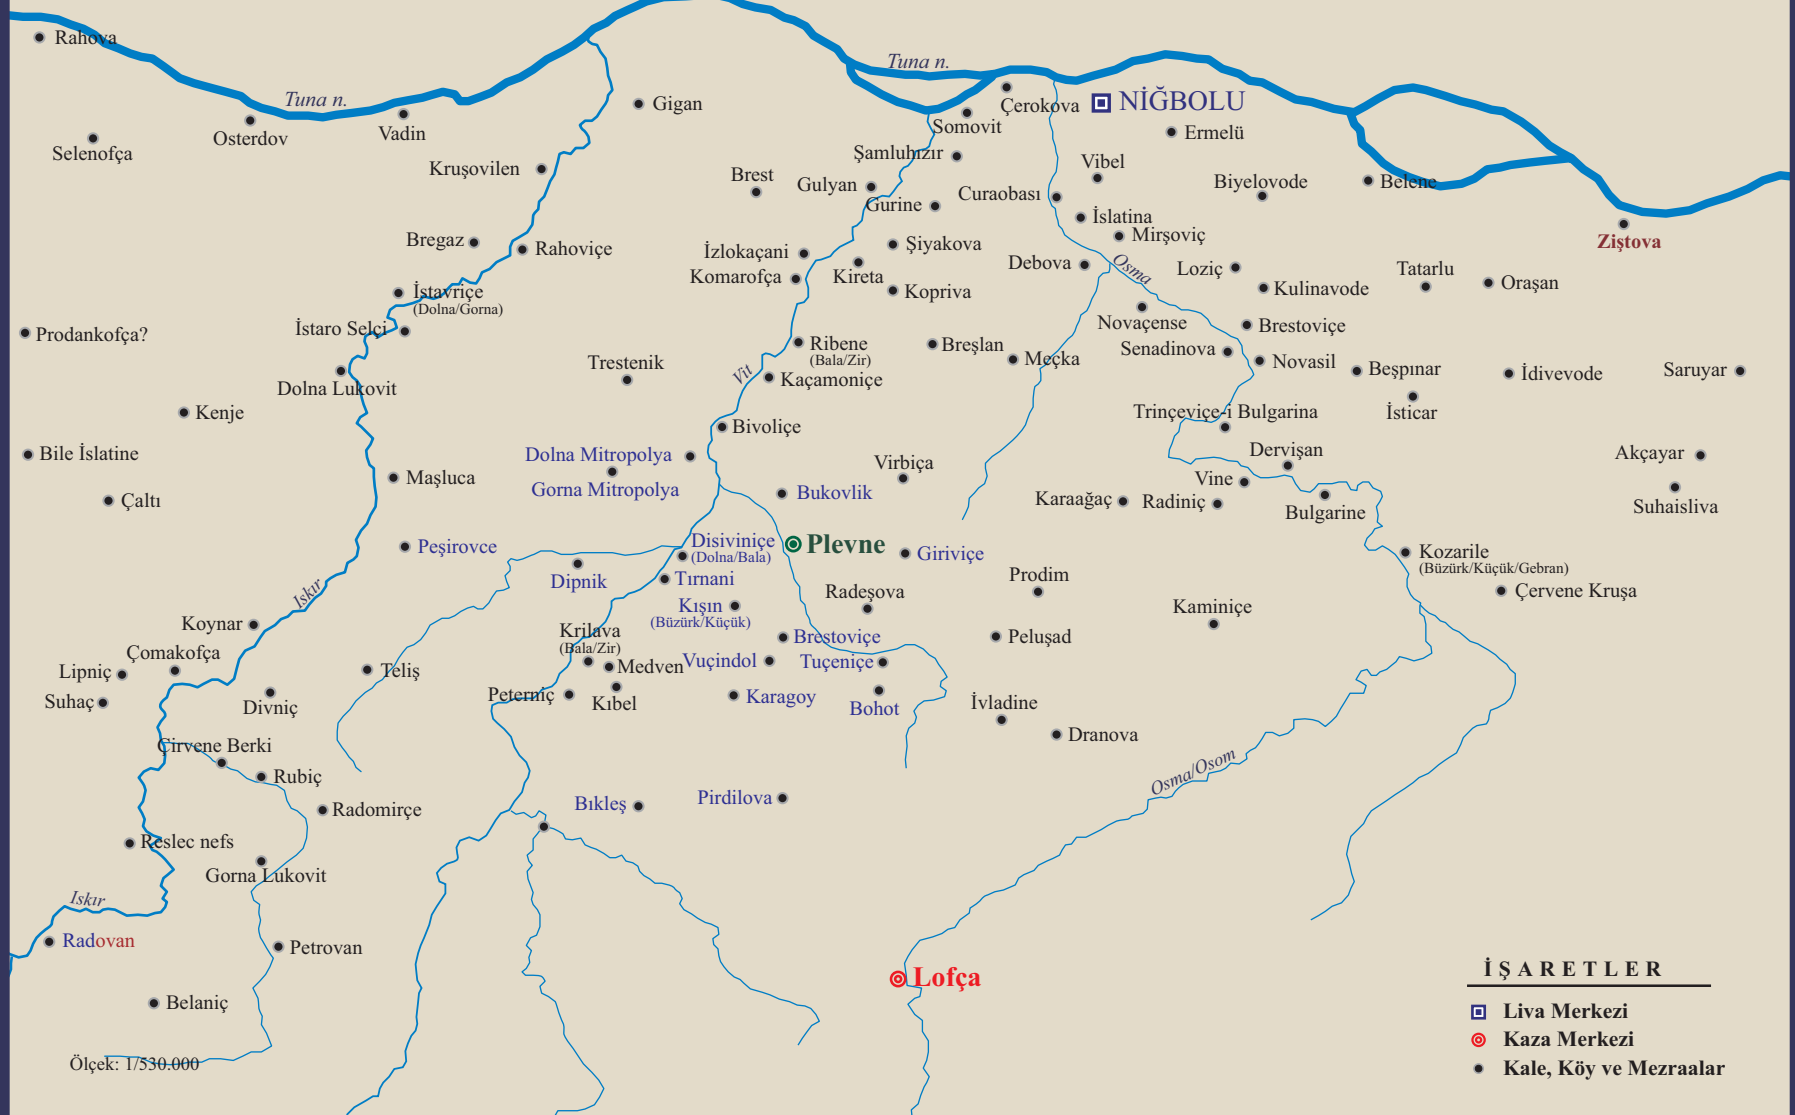 Rahova
Tuna n.
Tuna n.
Gigan
Çerokova
NİĞBOLU
Selenofça
Osterdov
Vadin
Somovit
Ermelü
Kruşovilen
Şamluhızır
Vibel
Brest
Gulyan
Gurine
Curaobası
Biyelovode
Belene
İslatina
Mirşoviç
Ziştova
Bregaz
Rahoviçe
İzlokaçani
Şiyakova
Debova
Osma
Loziç
Tatarlu
Oraşan
Komarofça
Kireta
Kopriva
Kulinavode
İstavriçe
(Dolna/Gorna)
İstaro Selçi
Prodankofça?
Novaçense
Brestoviçe
Ribene
(Bala/Zir)
Breşlan
Meçka
Senadinova
Novasil
Beşpınar
İdivevode
Saruyar
Trestenik
Vit
Kaçamoniçe
Dolna Lukovit
Kenje
İsticar
Trinçeviçe-i Bulgarina
Bivoliçe
Bile İslatine
Dolna Mitropolya
Gorna Mitropolya
Virbiça
Dervişan
Akçayar
Maşluca
Bukovlik
Vine
Çaltı
Karaağaç
Radiniç
Bulgarine
Suhaisliva
Peşirovce
Disiviniçe
(Dolna/Bala)
Plevne
Giriviçe
Kozarile
(Büzürk/Küçük/Gebran)
Dipnik
Tırnani
Prodim
Iskır
Kışın
(Büzürk/Küçük)
Radeşova
Kaminiçe
Çervene Kruşa
Koynar
Krilava
(Bala/Zir)
Brestoviçe
Peluşad
Çomakofça
Lipniç
Teliş
Medven
Vuçindol
Tuçeniçe
Suhaç
Divniç
Peterniç
Kıbel
Karagoy
Bohot
İvladine
Dranova
Çirvene Berki
Rubiç
Osma/Osom
Radomirçe
Bıkleş
Pirdilova
Reslec nefs
Gorna Lukovit
Iskır
Radovan
Petrovan
Lofça
Belaniç
Ölçek: 1/530.000
İŞARETLER
Liva Merkezi
Kaza Merkezi
Kale, Köy ve Mezraalar